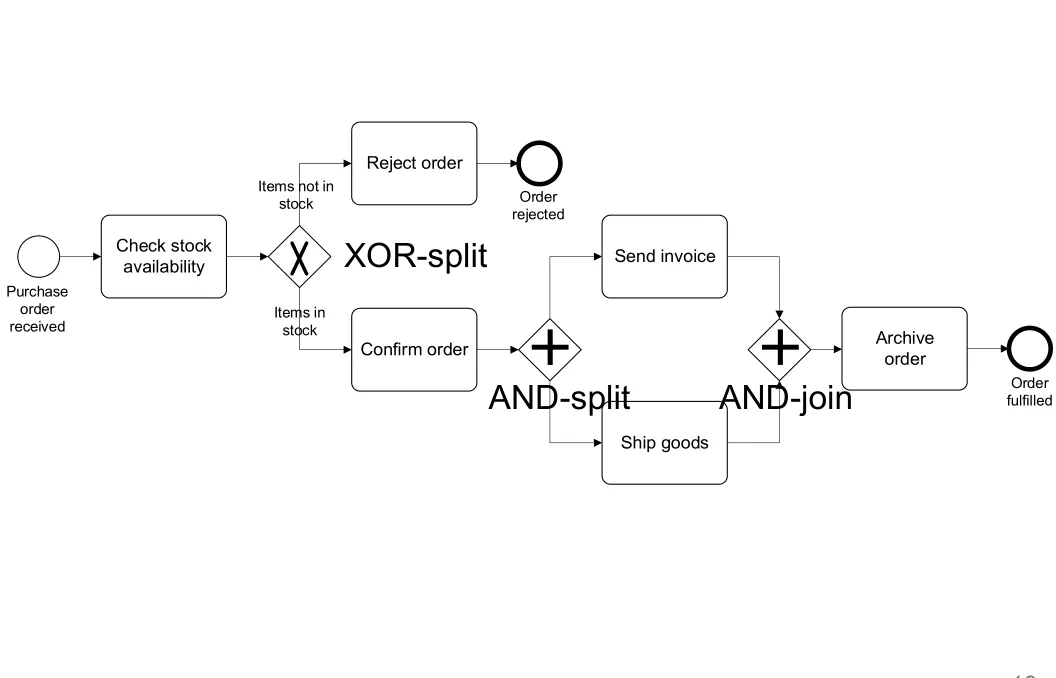 Reject order
Items not in
stock
Order
rejected
Check stock
availability
XOR-split
Send invoice
Purchase
order
received
Items in
stock
Confirm order
Archive
order
AND-split
AND-join
Order
fulfilled
Ship goods